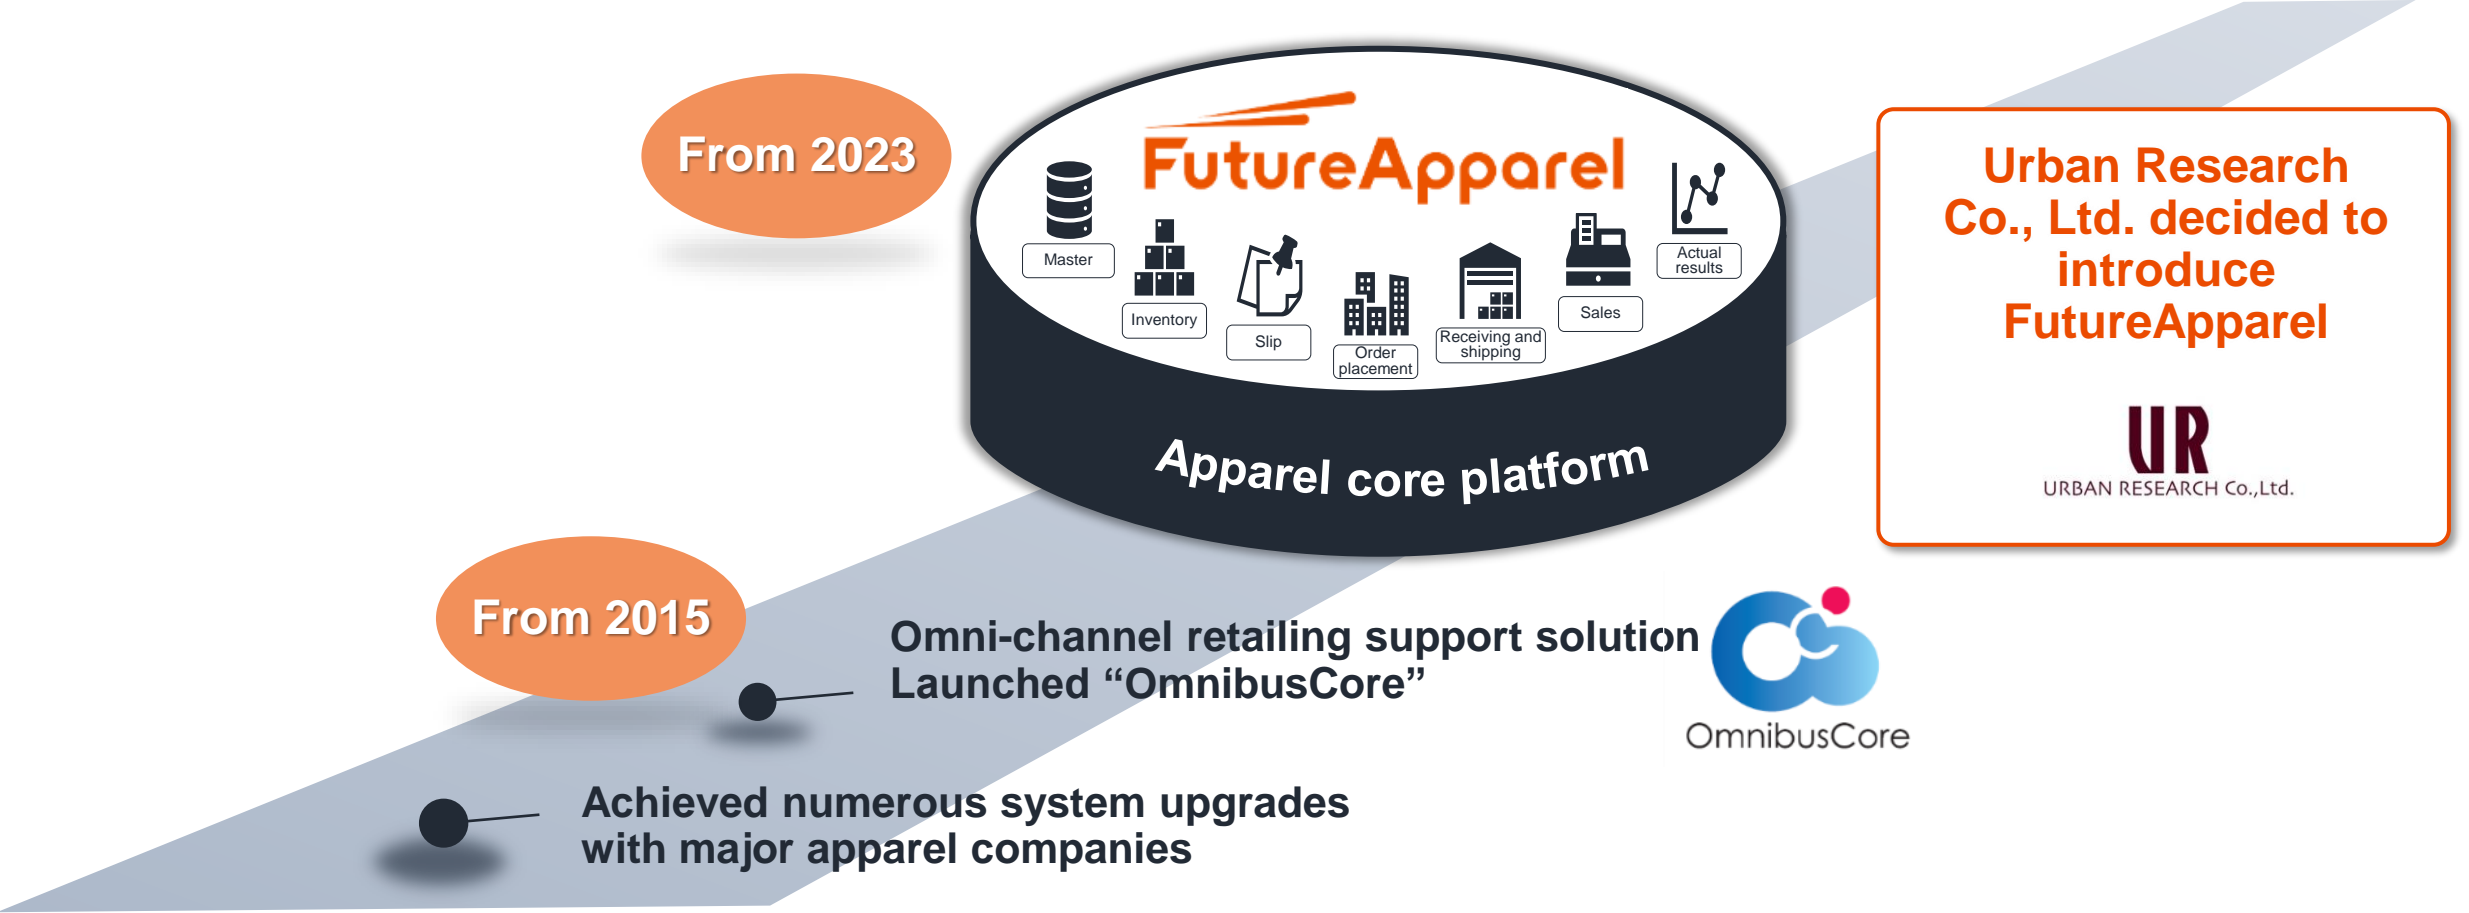 From 2023
FutureApparel
Master
Inventory
Slip
Order
placement
Receiving and
shipping
Sales
Actual
results
Apparel core platform
Urban Research
Co., Ltd. decided to
introduce
FutureApparel
UR
URBAN RESEARCH Co.,Ltd.
From 2015
Omni-channel retailing support solution
Launched “OmnibusCore”
OmnibusCore
Achieved numerous system upgrades
with major apparel companies